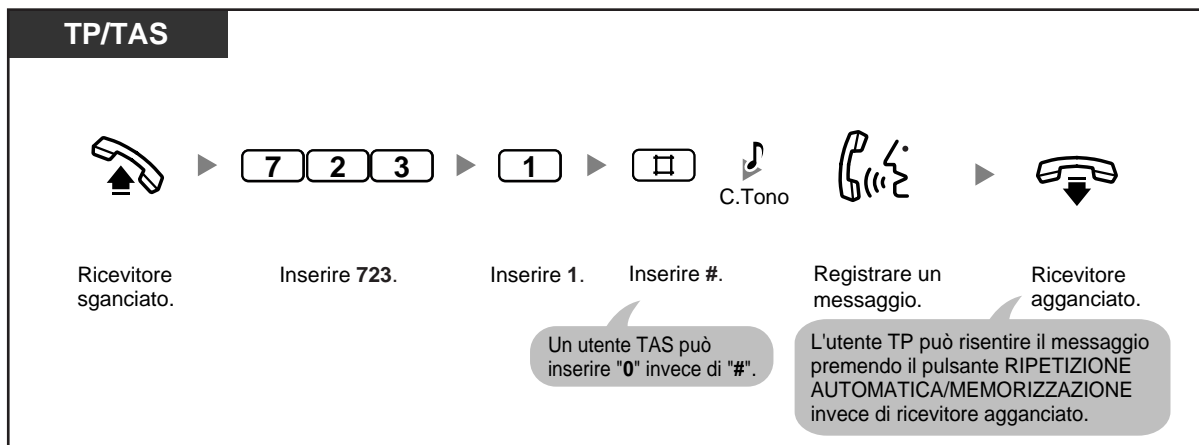 TP/TAS
7 2 3
1
#
C.Tono
Ricevitore
sganciato.
Inserire 723.
Inserire 1.
Inserire #.
Registrare un
messaggio.
Ricevitore
agganciato.
Un utente TAS può
inserire "0" invece di "#".
L'utente TP può risentire il messaggio
premendo il pulsante RIPETIZIONE
AUTOMATICA/MEMORIZZAZIONE
invece di ricevitore agganciato.